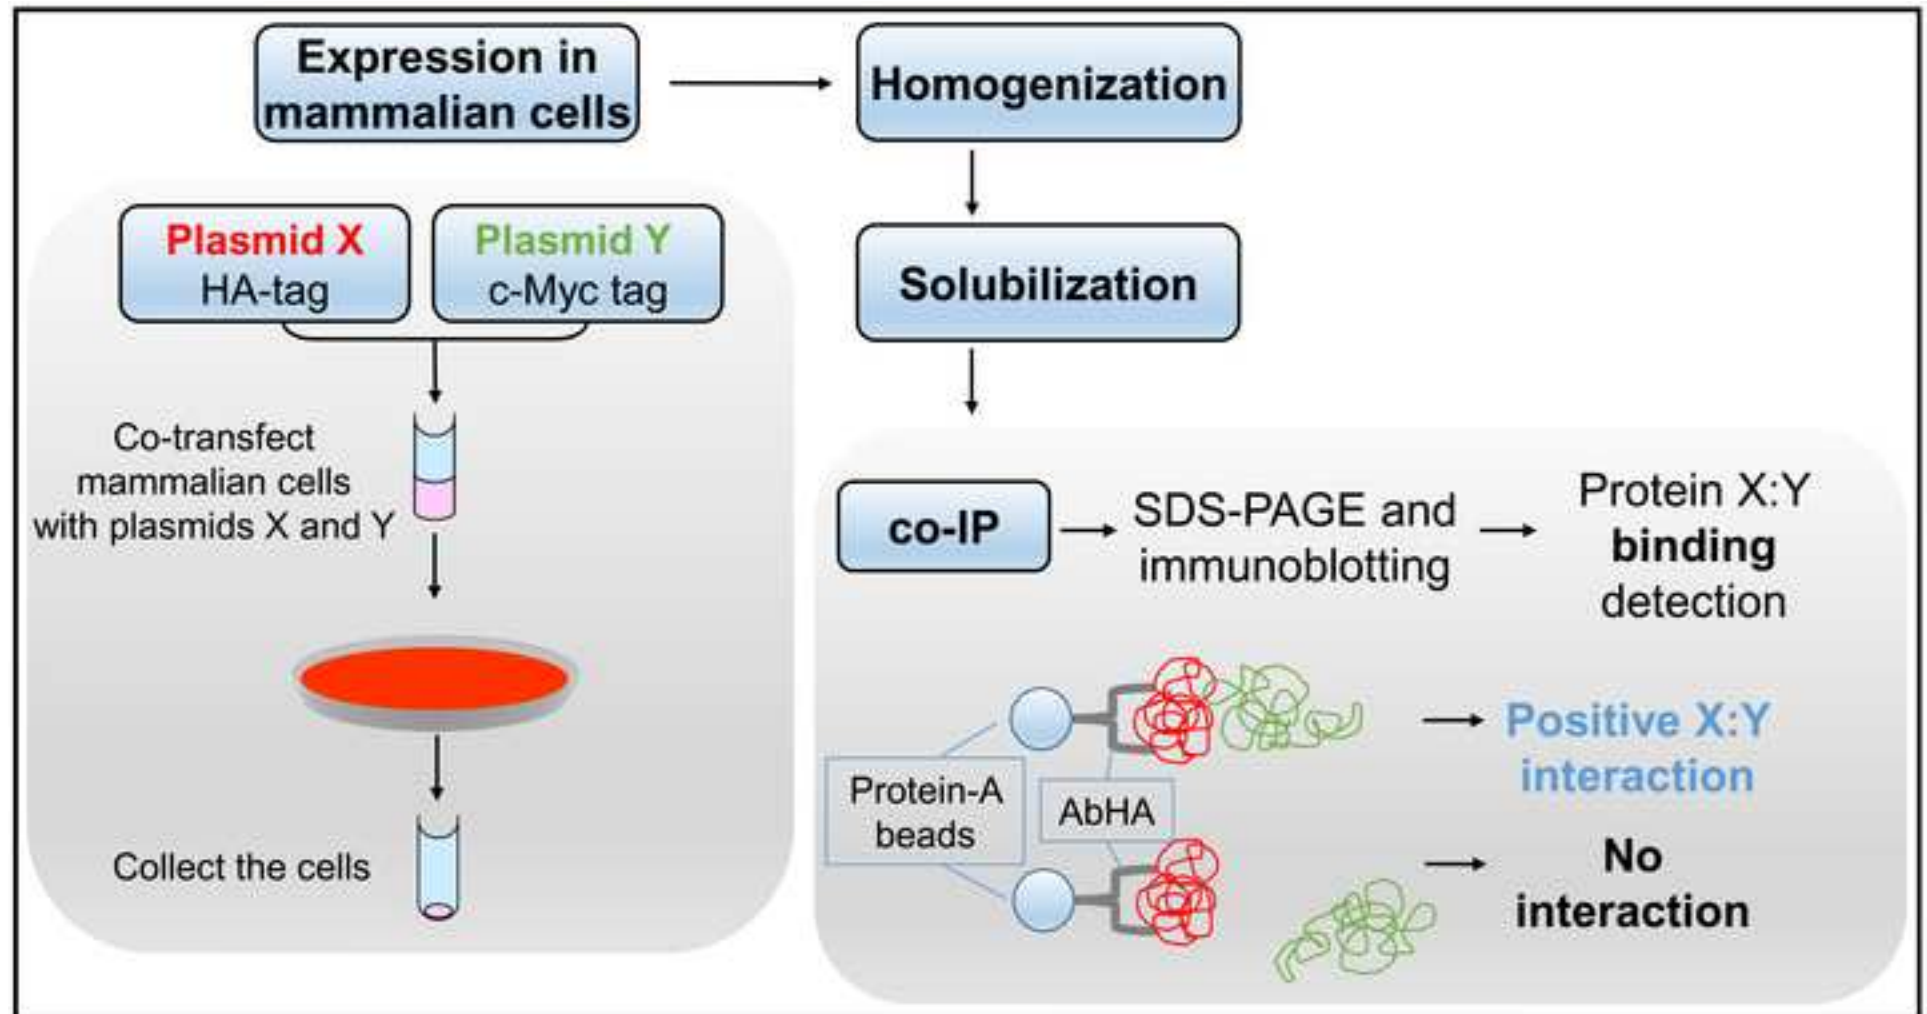 Expression in
mammalian cells
Homogenization
Plasmid X
HA-tag
Plasmid Y
c-Myc tag
Solubilization
Co-transfect
mammalian cells
with plasmids X and Y
Collect the cells
co-IP
SDS-PAGE and
immunoblotting
Protein X:Y
binding
detection
Protein-A
beads
AbHA
Positive X:Y
interaction
No
interaction